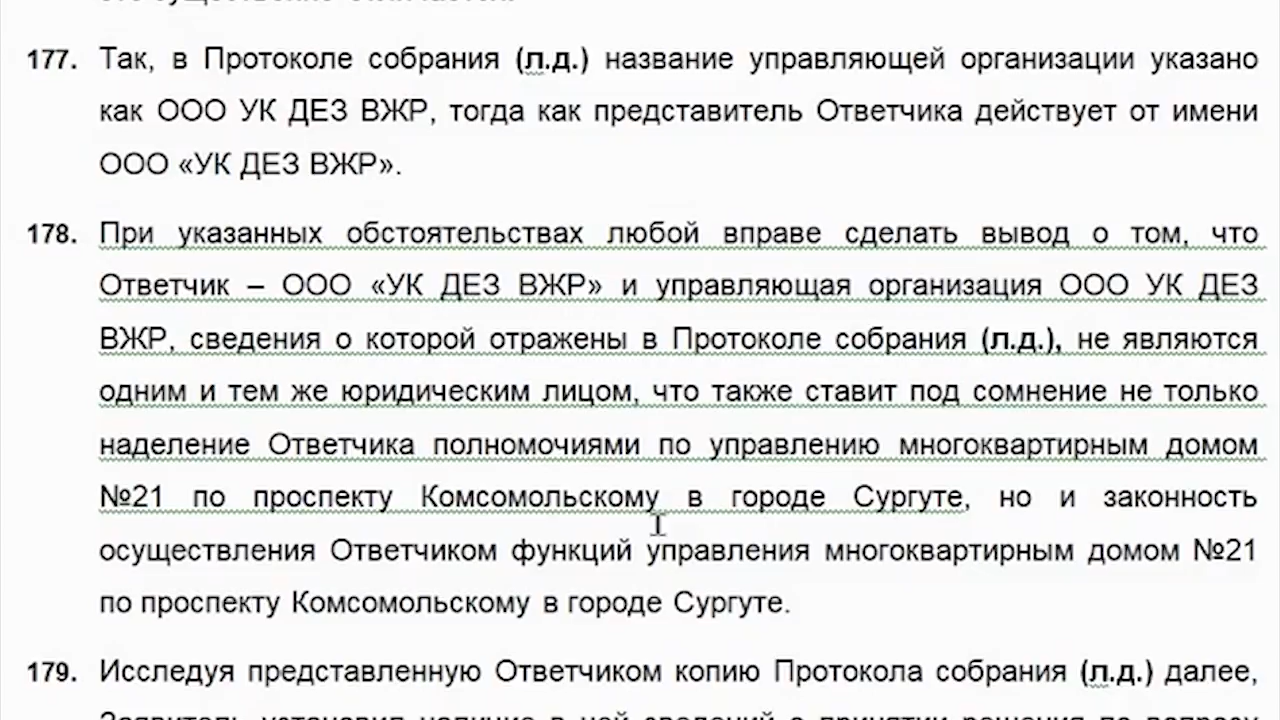 177. Так, в Протоколе собрания (л.д.) название управляющей организации указано
как ООО УК ДЕЗ ВЖР, тогда как представитель Ответчика действует от имени
ООО «УК ДЕЗ ВЖР».
178. При указанных обстоятельствах любой вправе сделать вывод о том, что
Ответчик – ООО «УК ДЕЗ ВЖР» и управляющая организация ООО УК ДЕЗ
ВЖР, сведения о которой отражены в Протоколе собрания (л.д.), не являются
одним и тем же юридическим лицом, что также ставит под сомнение не только
наделение Ответчика полномочиями по управлению многоквартирным домом
№21 по проспекту Комсомольскому в городе Сургуте, но и законность
осуществления Ответчиком функций управления многоквартирным домом №21
по проспекту Комсомольскому в городе Сургуте.
179. Исследуя представленную Ответчиком копию Протокола собрания (л.д.) далее,